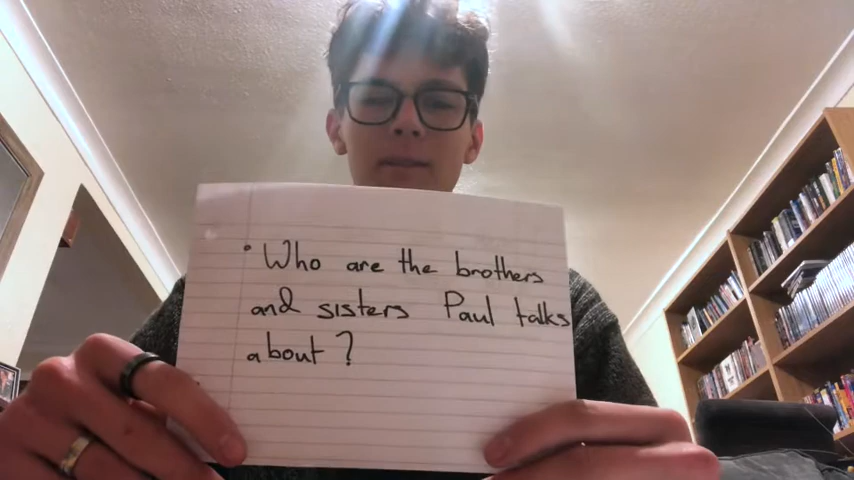 • Who are the brothers
and sisters Paul talks
about?